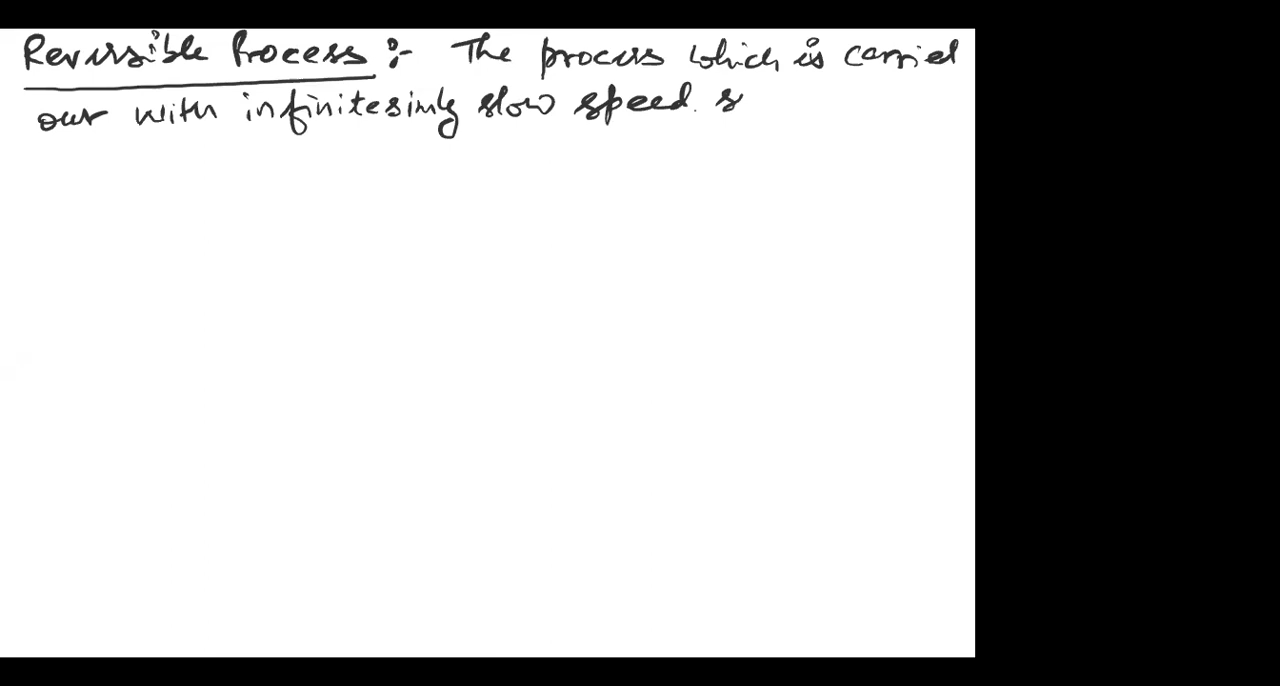 Reversible Process :- The process which is carried
out with infinitesimly slow speed. s